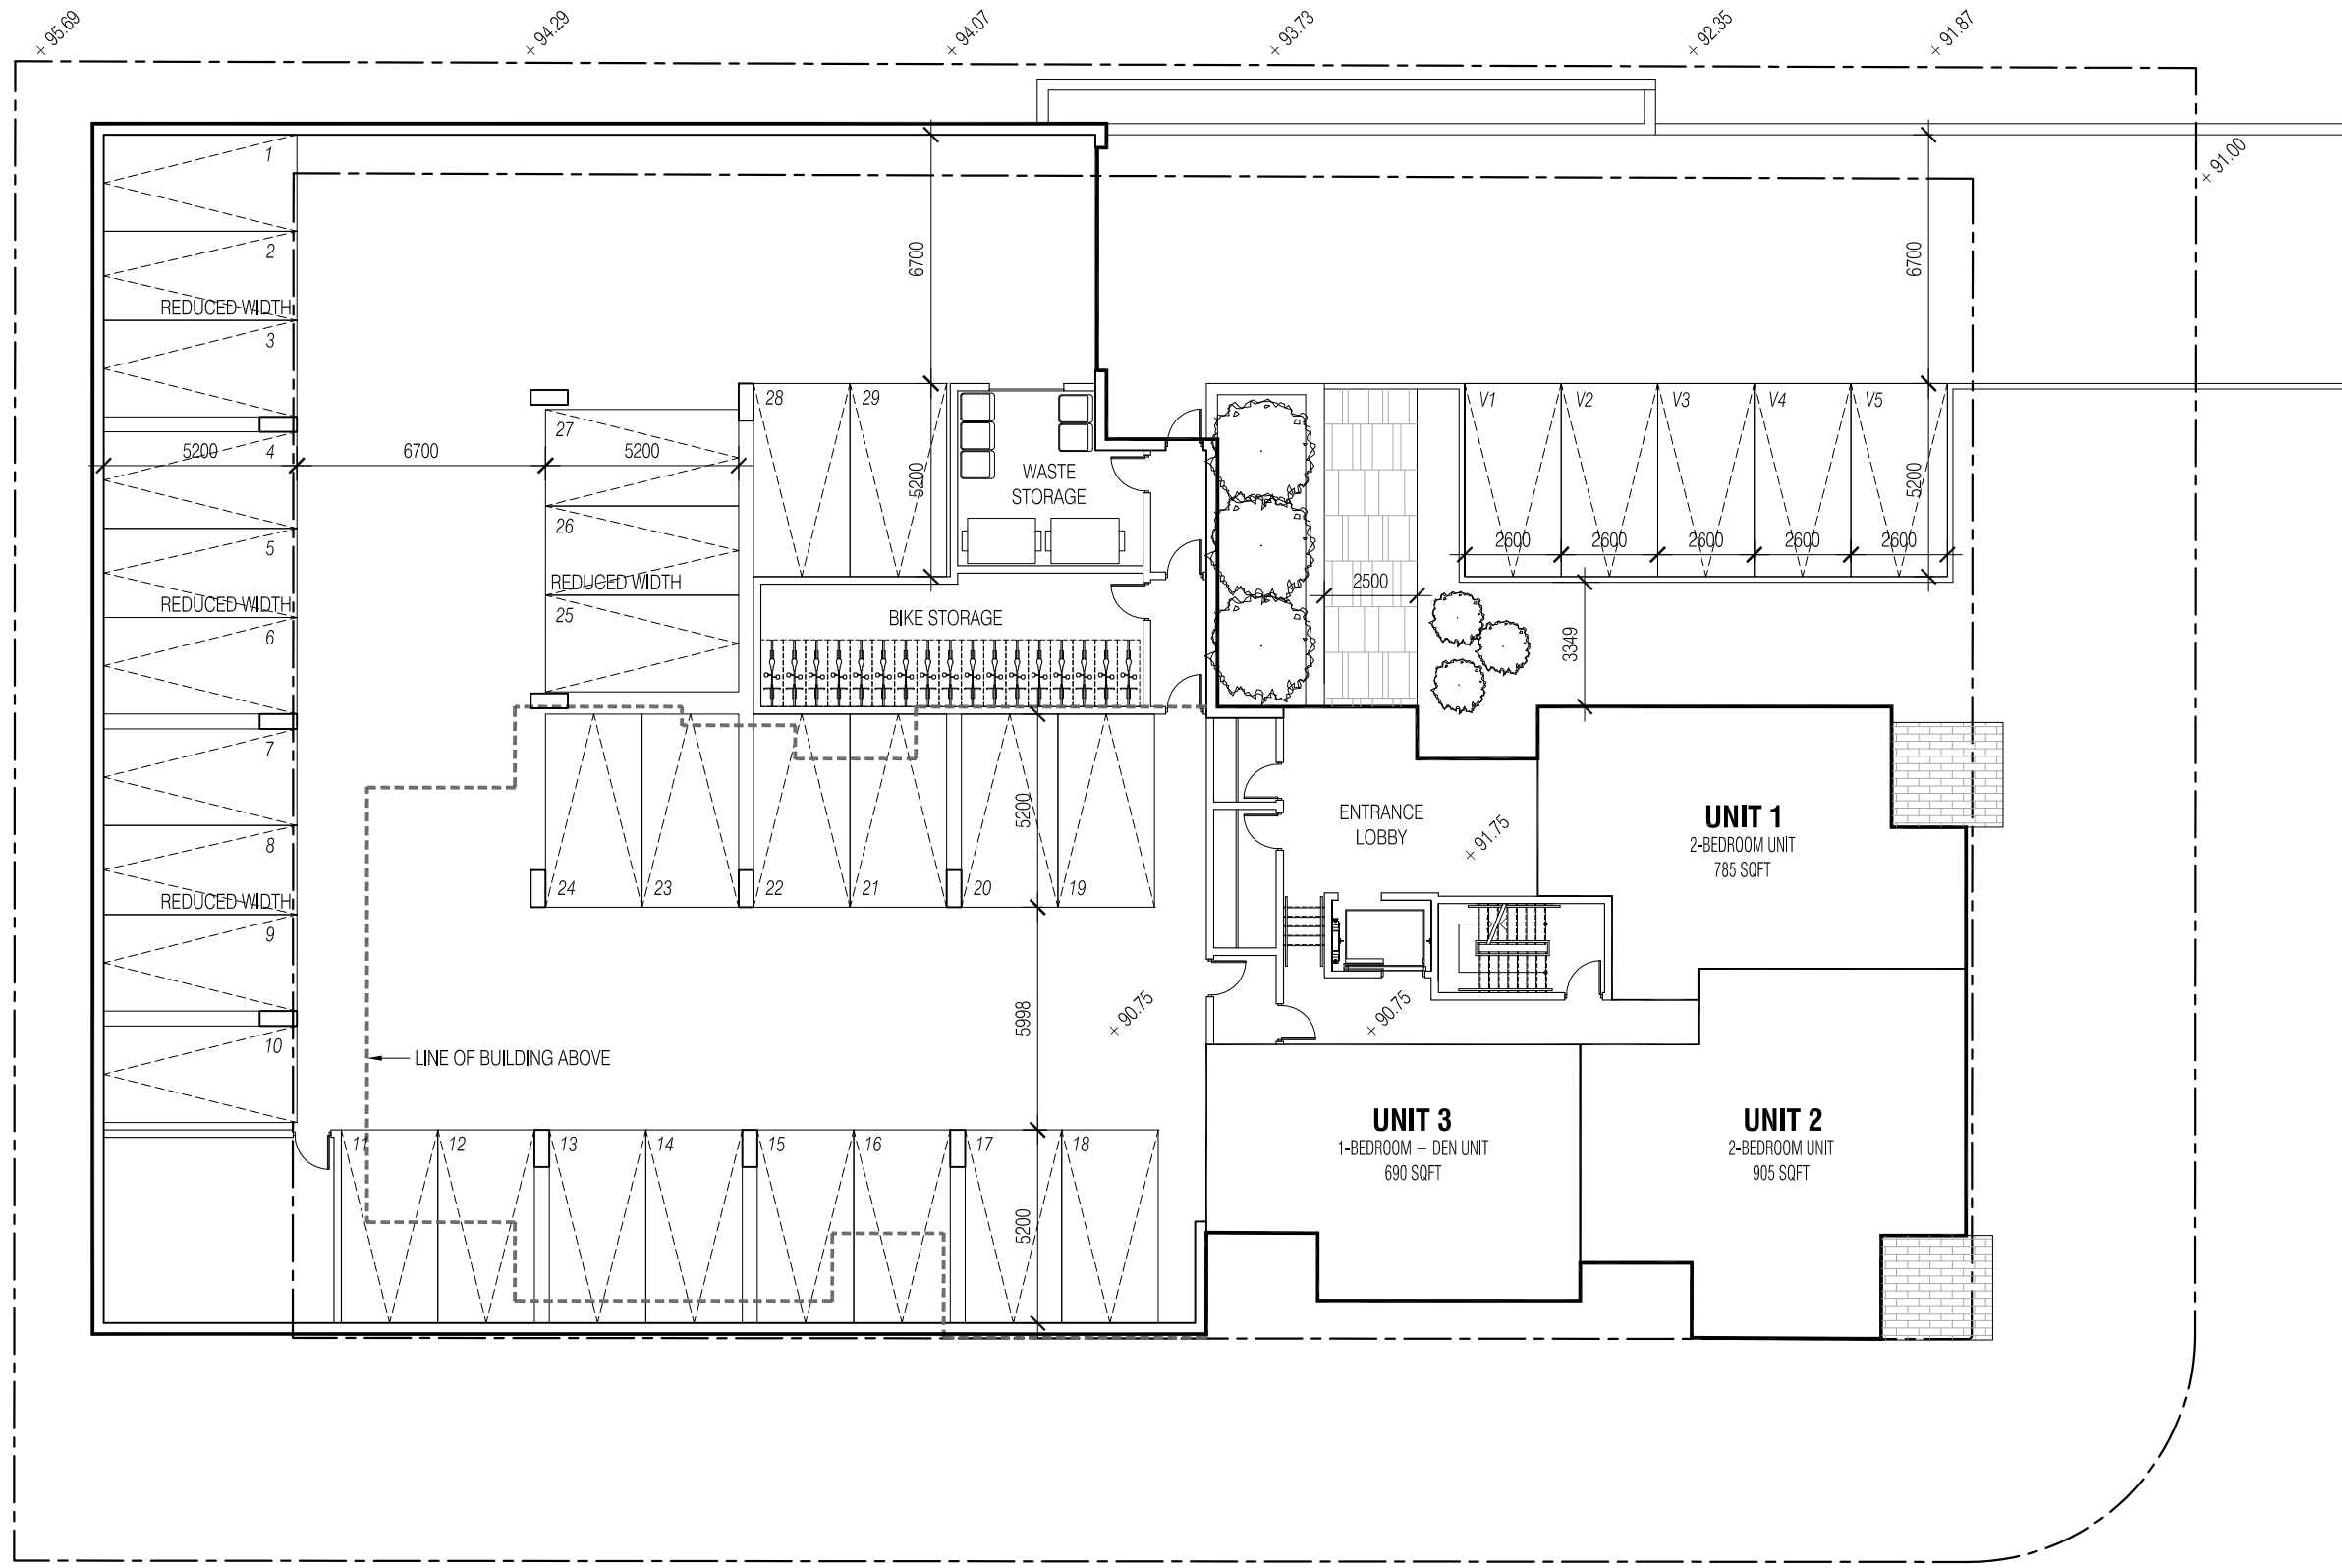 + 95.69
+ 94.29
+ 94.07
+ 93.73
+ 92.35
+ 91.87
+ 91.00
1
2
REDUCED WIDTH
3
4
5
REDUCED WIDTH
6
7
8
REDUCED WIDTH
9
10
5200
6700
5200
6700
6700
27
26
REDUCED WIDTH
25
28
29
5200
WASTE
STORAGE
BIKE STORAGE
V1
V2
V3
V4
V5
5200
2600
2600
2600
2600
2600
2500
3349
24
23
22
21
20
19
5200
ENTRANCE
LOBBY
+ 91.75
UNIT 1
2-BEDROOM UNIT
785 SQFT
5998
+ 90.75
+ 90.75
LINE OF BUILDING ABOVE
11
12
13
14
15
16
17
18
5200
UNIT 3
1-BEDROOM + DEN UNIT
690 SQFT
UNIT 2
2-BEDROOM UNIT
905 SQFT